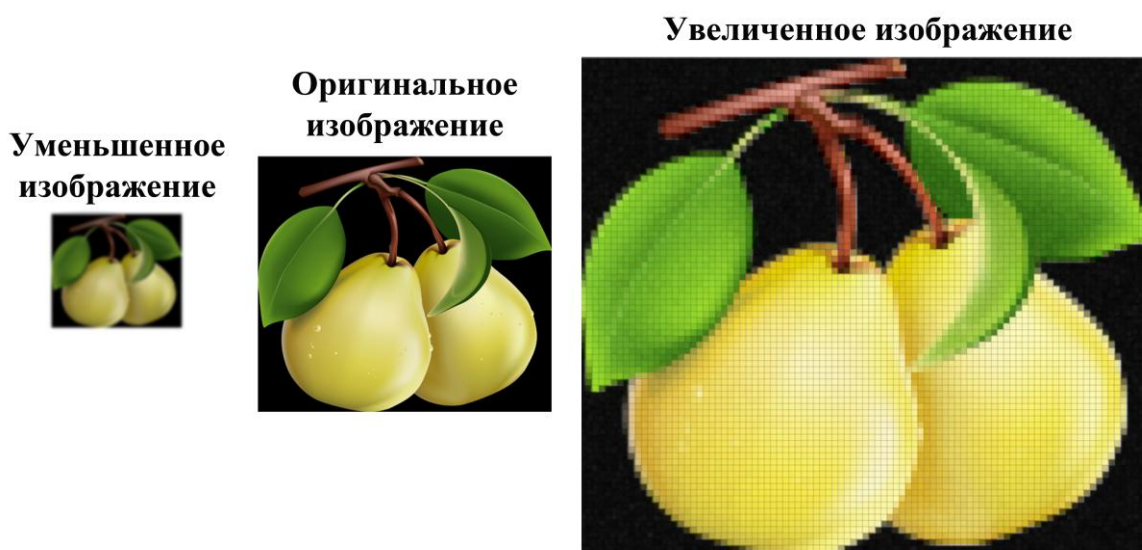 Уменьшенное
изображение
Оригинальное
изображение
Увеличенное изображение